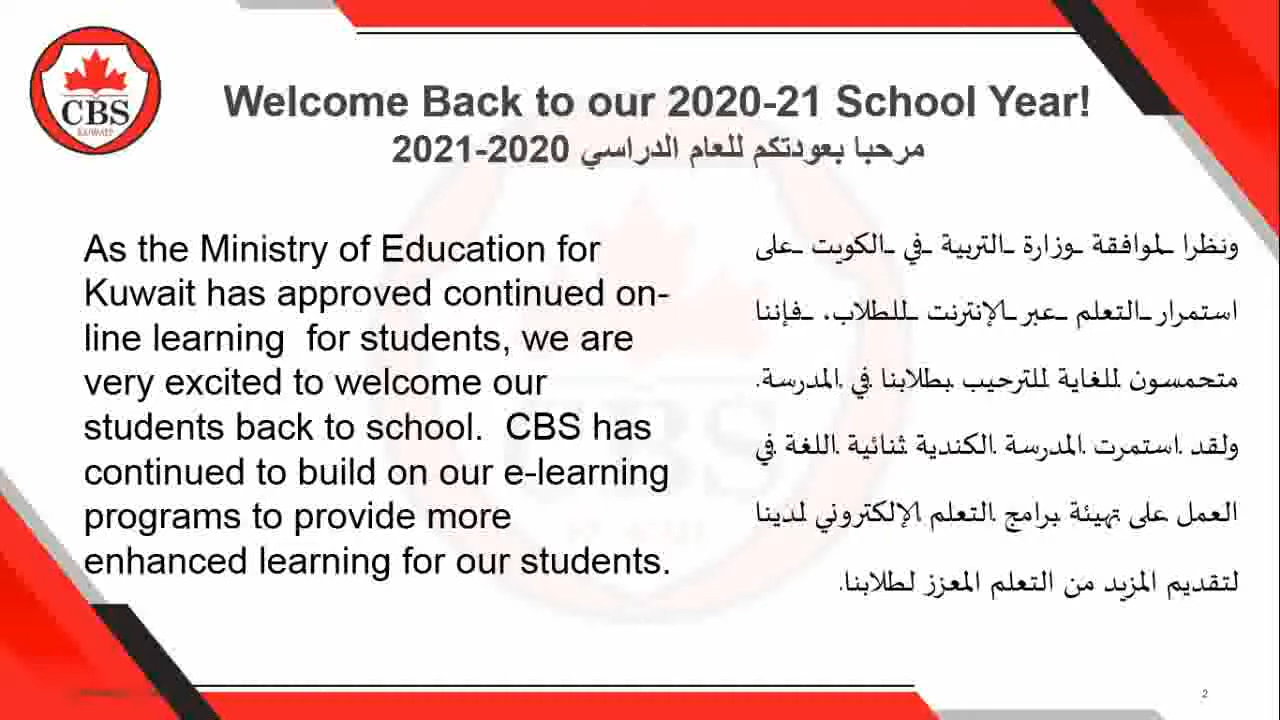 CBS
KUWAIT
Welcome Back to our 2020-21 School Year!
مرحبا بعودتكم للعام الدراسي 2020-2021
As the Ministry of Education for
Kuwait has approved continued on-
line learning for students, we are
very excited to welcome our
students back to school. CBS has
continued to build on our e-learning
programs to provide more
enhanced learning for our students.
ونظرا لموافقة وزارة التربية في الكويت على
استمرار التعلم عبر الإنترنت للطلاب، فإننا
متحمسون للغاية للترحيب بطلابنا في المدرسة.
ولقد استمرت المدرسة الكندية ثنائية اللغة في
العمل على تهيئة برامج التعلم الإلكتروني لدينا
لتقديم المزيد من التعلم المعزز لطلابنا.
2